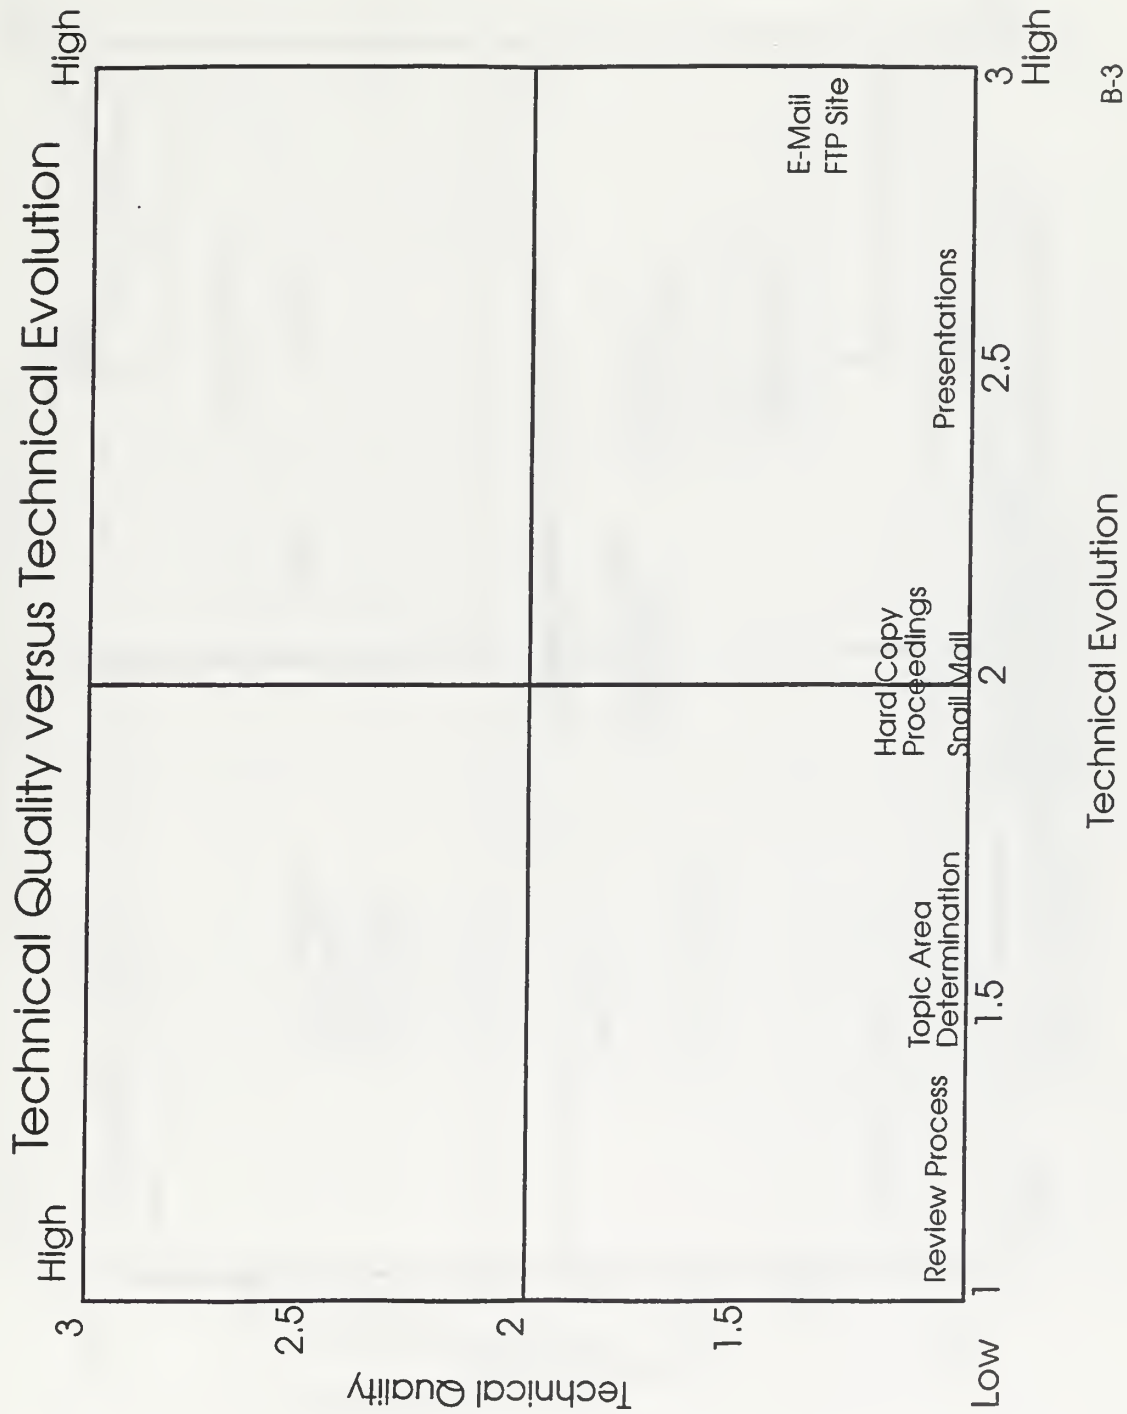 Technical Quality versus Technical Evolution
High
High
3
2.5
2
1.5
Technical Quality
E-Mail
FTP Site
Hard Copy
Proceedings
Snail Mail
Presentations
Topic Area
Determination
Review Process
Low
1
1.5
2
2.5
3
High
Technical Evolution
B-3